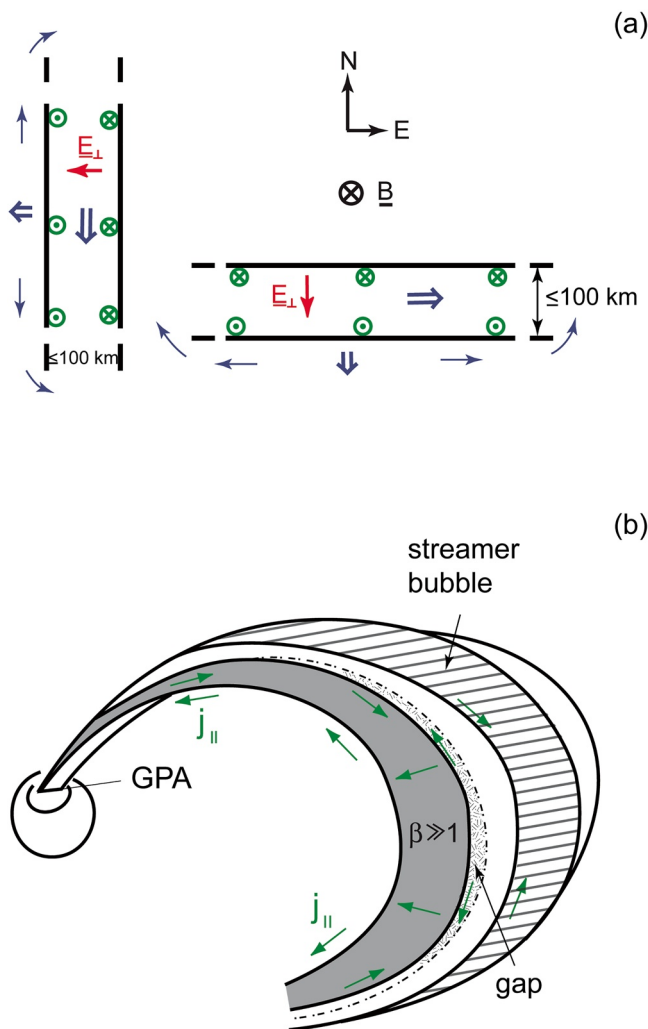 (a)
N
E
E⊥
B
E⊥
≤100 km
≤100 km
(b)
streamer
bubble
j||
GPA
β≫1
j||
gap